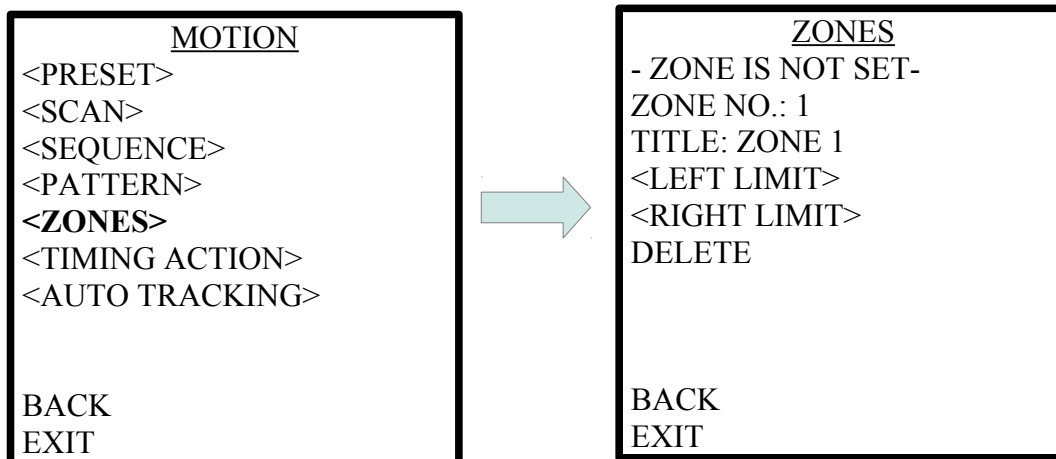 MOTION
<PRESET>
<SCAN>
<SEQUENCE>
<PATTERN>
<ZONES>
<TIMING ACTION>
<AUTO TRACKING>
BACK
EXIT
ZONES
- ZONE IS NOT SET-
ZONE NO.: 1
TITLE: ZONE 1
<LEFT LIMIT>
<RIGHT LIMIT>
DELETE
BACK
EXIT